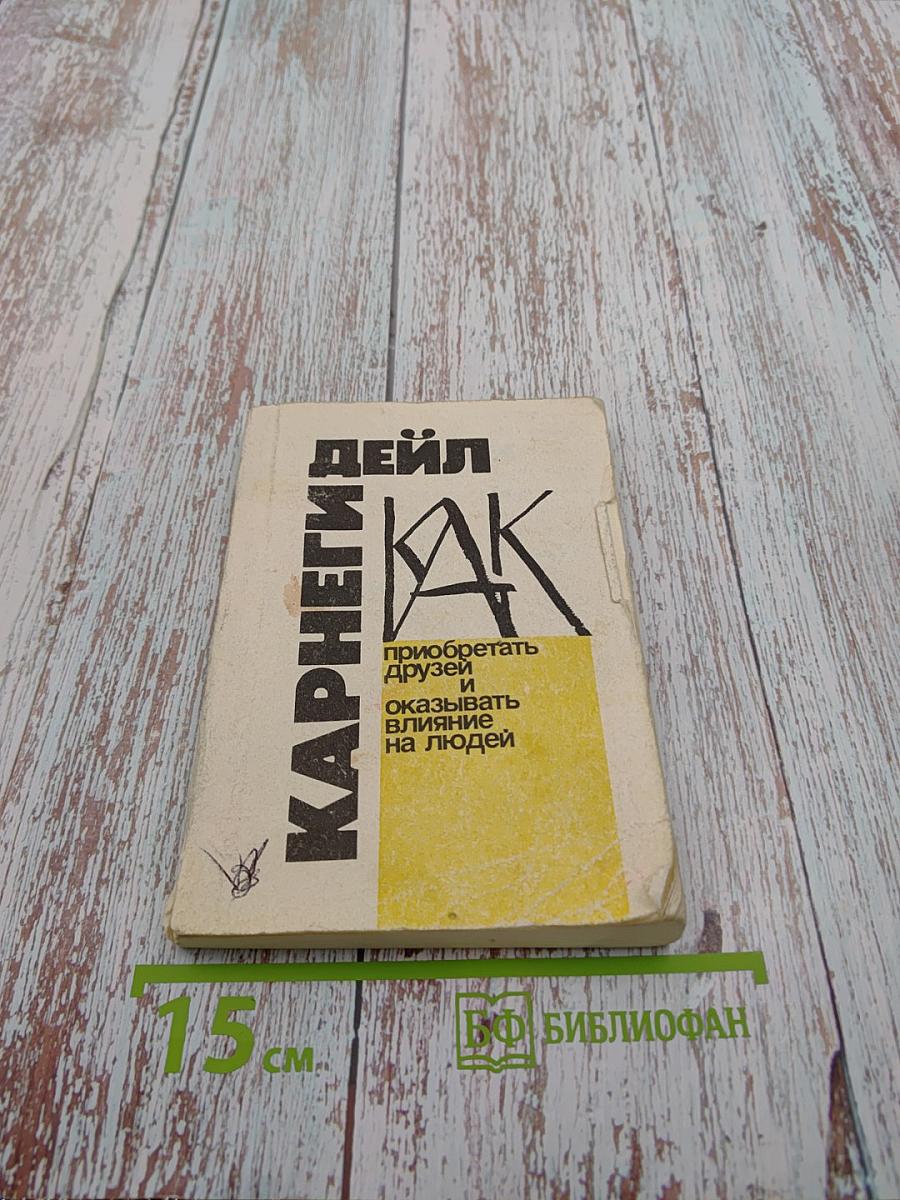 ДЕЙЛ
КАРНЕГИ
КАК
приобретать
друзей
и
оказывать
влияние
на людей
15 см
БФ БИБЛИОФАН